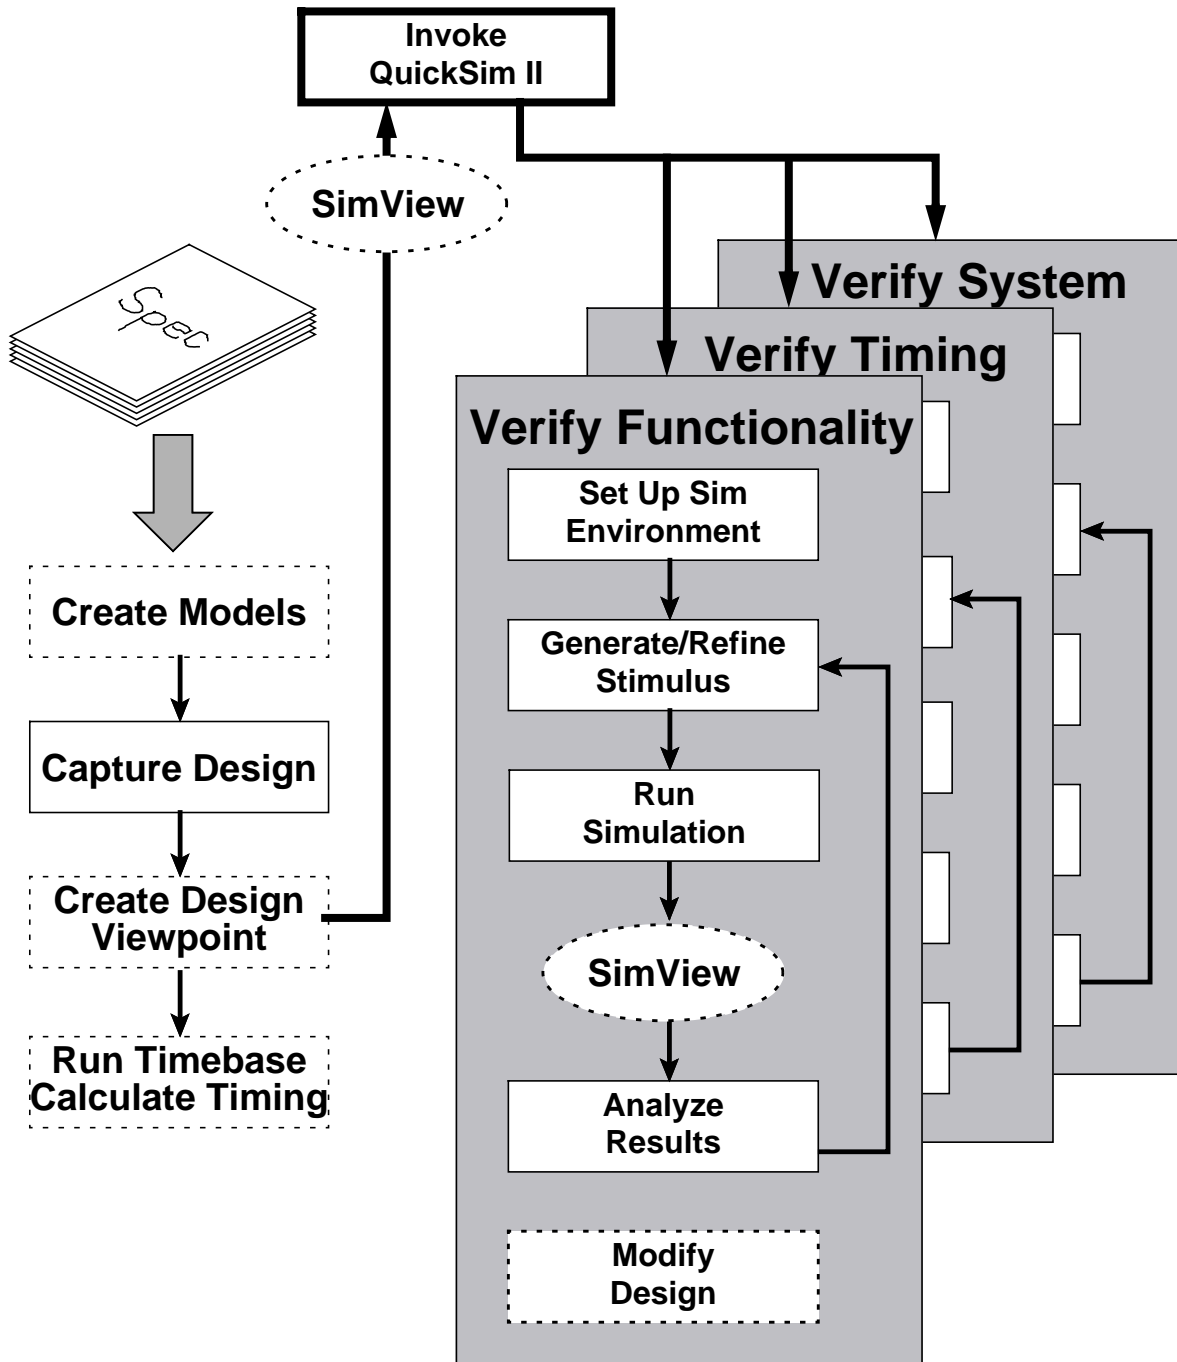 Invoke
QuickSim II
SimView
Spec
Create Models
Capture Design
Create Design
Viewpoint
Run Timebase
Calculate Timing
Verify System
Verify Timing
Verify Functionality
Set Up Sim
Environment
Generate/Refine
Stimulus
Run
Simulation
SimView
Analyze
Results
Modify
Design